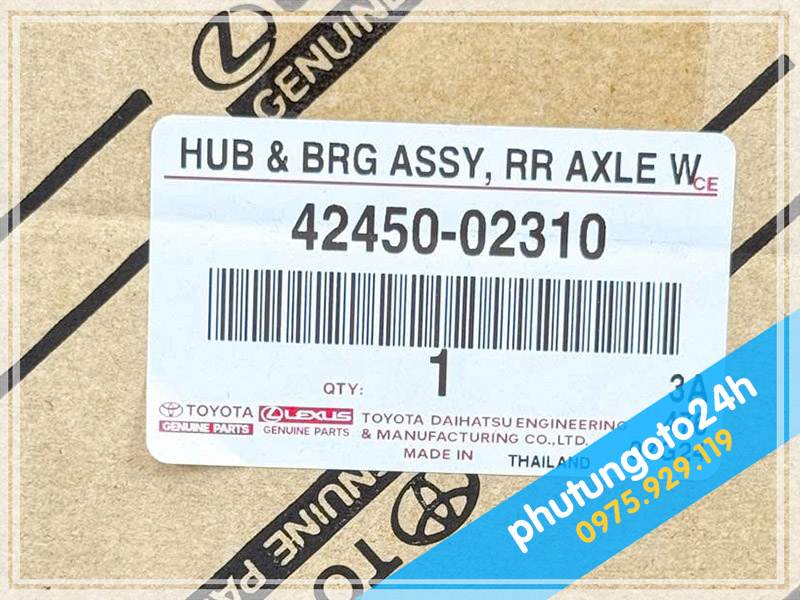 GENUINE
HUB & BRG ASSY, RR AXLE W
CE
42450-02310
1
QTY:
3A
TOYOTA
GENUINE PARTS
LEXUS
GENUINE PARTS
TOYOTA DAIHATSU ENGINEERING
& MANUFACTURING CO.,LTD.
MADE IN THAILAND
phutungoto24h
0975.929.119